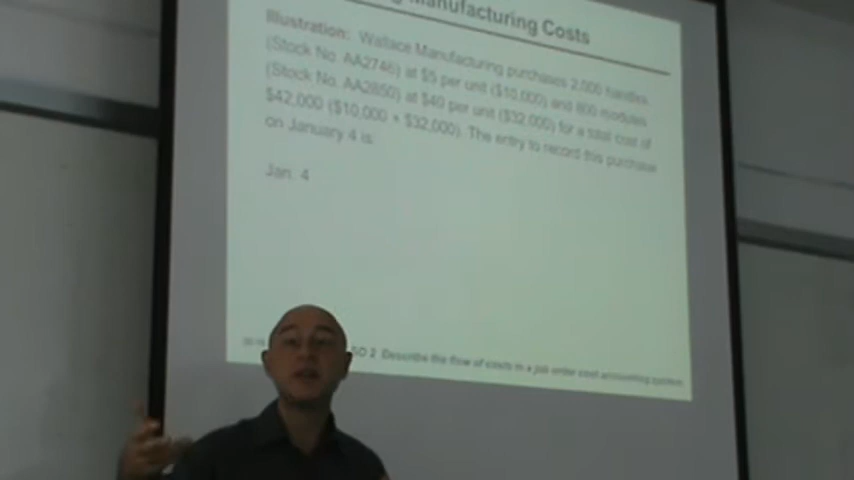 Manufacturing Costs
Illustration: Wallace Manufacturing purchases 2,000 handles
(Stock No. AA2746) at $5 per unit ($10,000) and 800 modules
(Stock No. AA2850) at $40 per unit ($32,000) for a total cost of
$42,000 ($10,000 + $32,000). The entry to record this purchase
on January 4 is:
Jan. 4
SO 2 Describe the flow of costs in a job order cost accounting system.